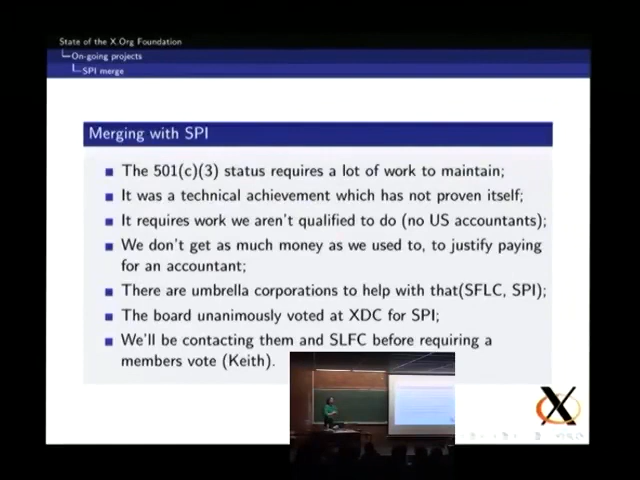 State of the X.Org Foundation
On-going projects
SPI merge
Merging with SPI
The 501(c)(3) status requires a lot of work to maintain;
It was a technical achievement which has not proven itself;
It requires work we aren't qualified to do (no US accountants);
We don't get as much money as we used to, to justify paying
for an accountant;
There are umbrella corporations to help with that(SFLC, SPI);
The board unanimously voted at XDC for SPI;
We'll be contacting them and SLFC before requiring a
members vote (Keith).
X